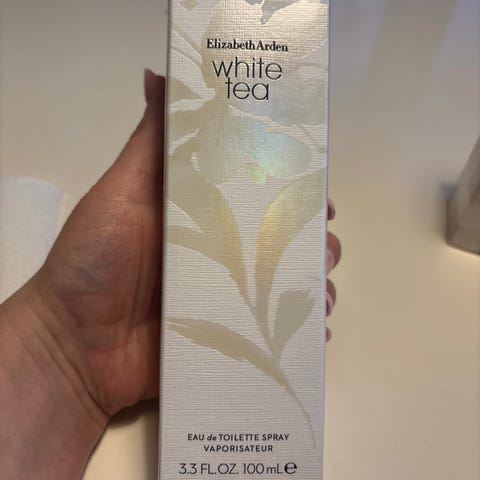 ElizabethArden
white
tea
EAU de TOILETTE SPRAY
VAPORISATEUR
3.3 FL.OZ. 100 mL℮